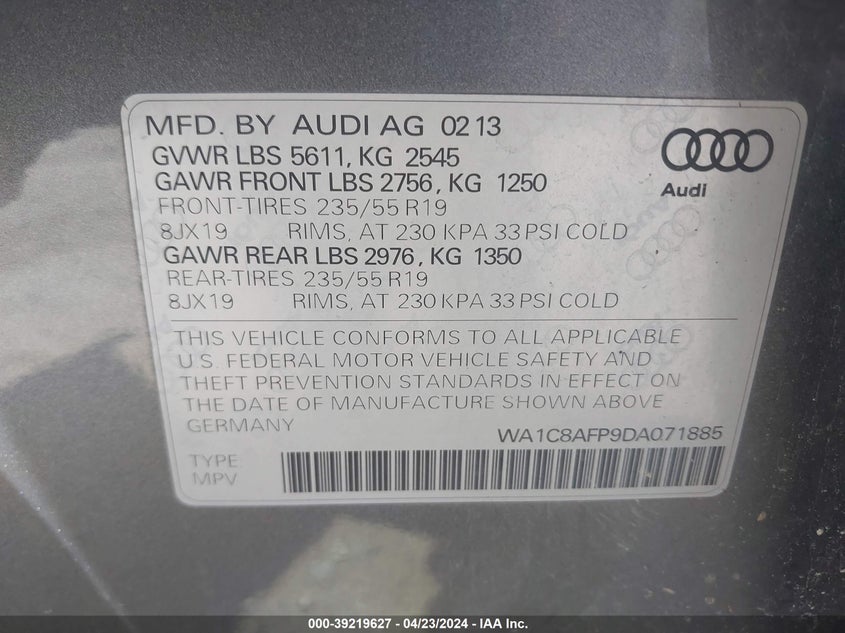 MFD. BY AUDI AG 0213
GVWR LBS 5611, KG 2545
GAWR FRONT LBS 2756, KG 1250
FRONT-TIRES 235/55 R19
8JX19 RIMS, AT 230 KPA 33 PSI COLD
GAWR REAR LBS 2976, KG 1350
REAR-TIRES 235/55 R19
8JX19 RIMS, AT 230 KPA 33 PSI COLD
Audi
THIS VEHICLE CONFORMS TO ALL APPLICABLE
U.S. FEDERAL MOTOR VEHICLE SAFETY AND
THEFT PREVENTION STANDARDS IN EFFECT ON
THE DATE OF MANUFACTURE SHOWN ABOVE.
GERMANY
WA1C8AFP9DA071885
TYPE:
MPV
000-39219627 - 04/23/2024 - IAA Inc.